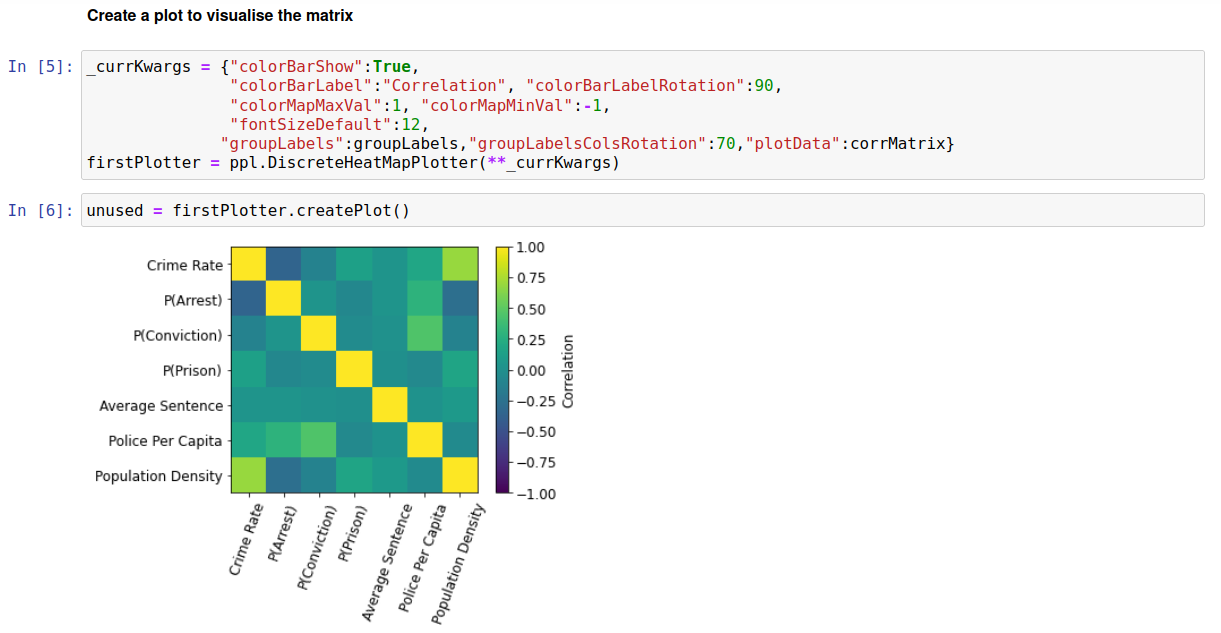 Create a plot to visualise the matrix
In [5]: _currKwargs = {"colorBarShow":True,
"colorBarLabel":"Correlation", "colorBarLabelRotation":90,
"colorMapMaxVal":1, "colorMapMinVal":-1,
"fontSizeDefault":12,
"groupLabels":groupLabels,"groupLabelsColsRotation":70,"plotData":corrMatrix}
firstPlotter = ppl.DiscreteHeatMapPlotter(**_currKwargs)
In [6]: unused = firstPlotter.createPlot()
Crime Rate
P(Arrest)
P(Conviction)
P(Prison)
Average Sentence
Police Per Capita
Population Density
1.00
0.75
0.50
0.25
0.00
−0.25
−0.50
−0.75
−1.00
Correlation
Crime Rate
P(Arrest)
P(Conviction)
P(Prison)
Average Sentence
Police Per Capita
Population Density